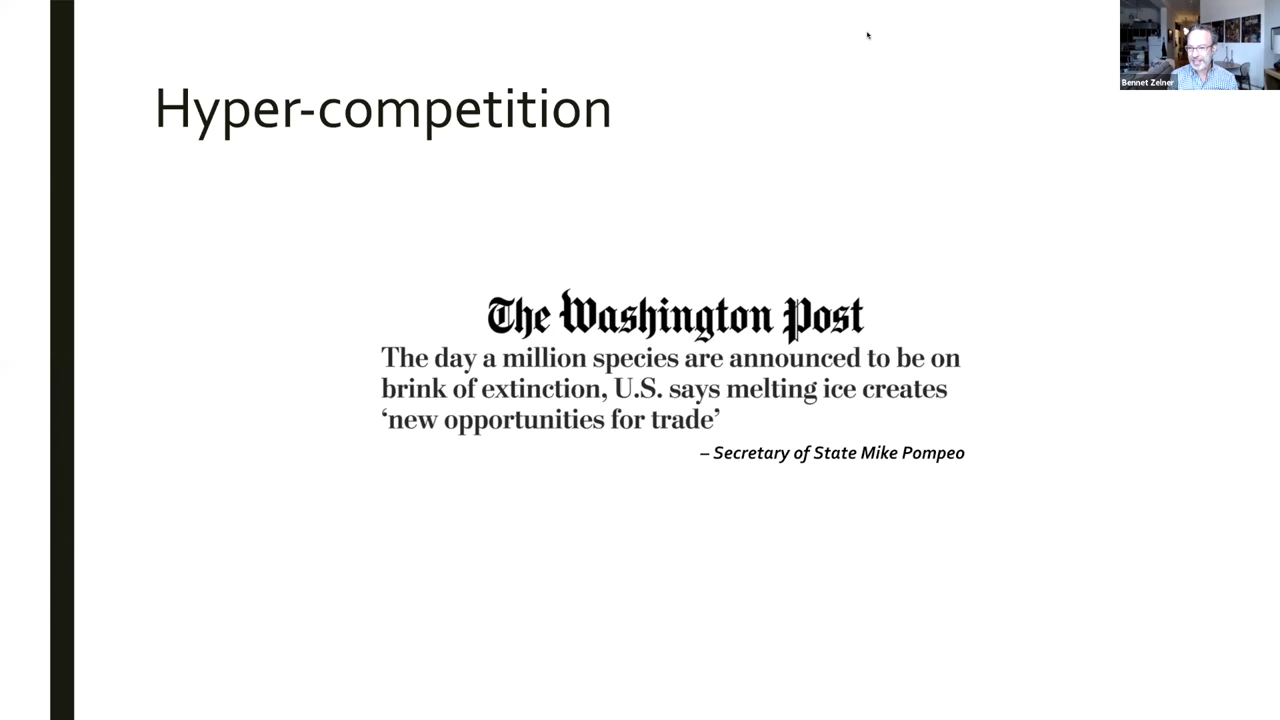 Hyper-competition
Bennet Zelner
The Washington Post
The day a million species are announced to be on
brink of extinction, U.S. says melting ice creates
‘new opportunities for trade’
– Secretary of State Mike Pompeo